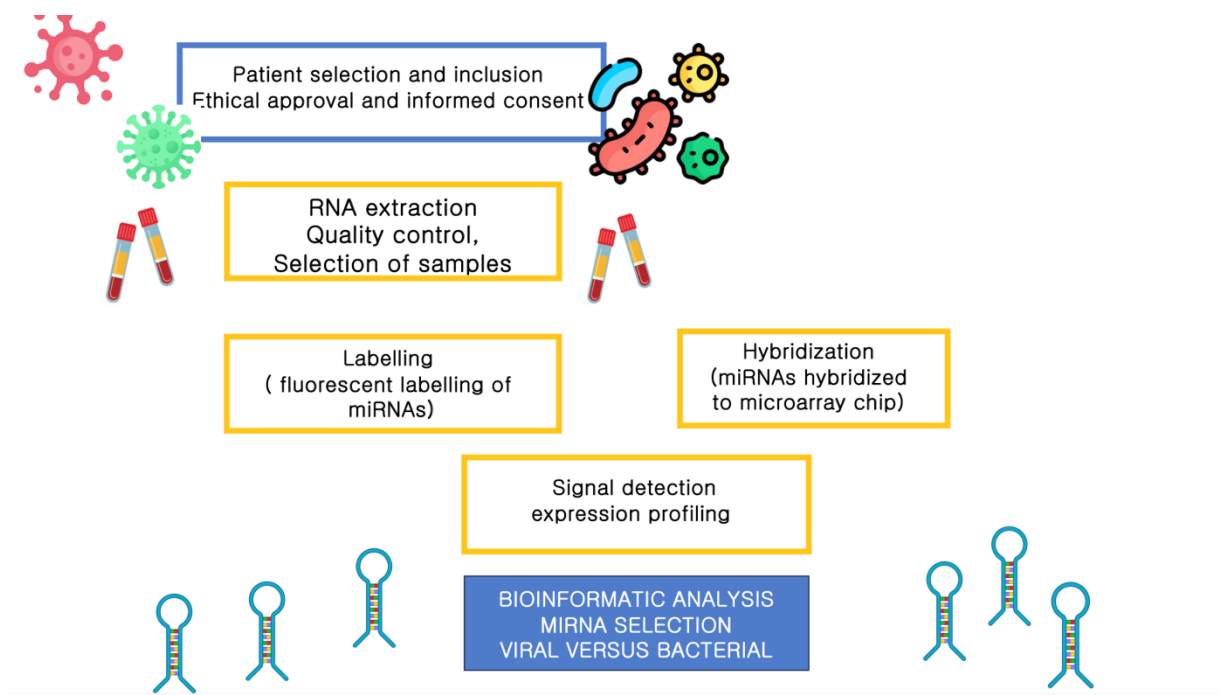 Patient selection and inclusion
Ethical approval and informed consent
RNA extraction
Quality control,
Selection of samples
Labelling
( fluorescent labelling of
miRNAs)
Hybridization
(miRNAs hybridized
to microarray chip)
Signal detection
expression profiling
BIOINFORMATIC ANALYSIS
MIRNA SELECTION
VIRAL VERSUS BACTERIAL